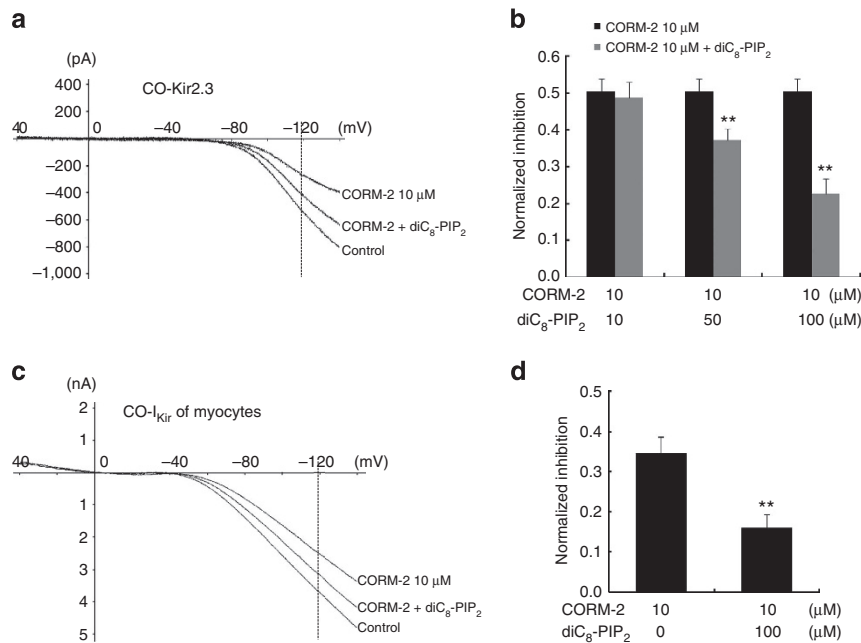 a
(pA)
400
200
CO-Kir2.3
40
0
−40
−80
−120
(mV)
−200
−400
−600
−800
−1,000
CORM-2 10 μM
CORM-2 + diC8-PIP2
Control
b
CORM-2 10 μM
CORM-2 10 μM + diC8-PIP2
Normalized inhibition
0.6
0.5
0.4
0.3
0.2
0.1
0.0
**
**
CORM-2 10 10 10 (μM)
diC8-PIP2 10 50 100 (μM)
c
(nA)
2
1
CO-IKir of myocytes
40
0
−40
−80
−120
(mV)
1
2
3
4
5
CORM-2 10 μM
CORM-2 + diC8-PIP2
Control
d
Normalized inhibition
0.5
0.4
0.3
0.2
0.1
0.0
**
CORM-2 10 10 (μM)
diC8-PIP2 0 100 (μM)